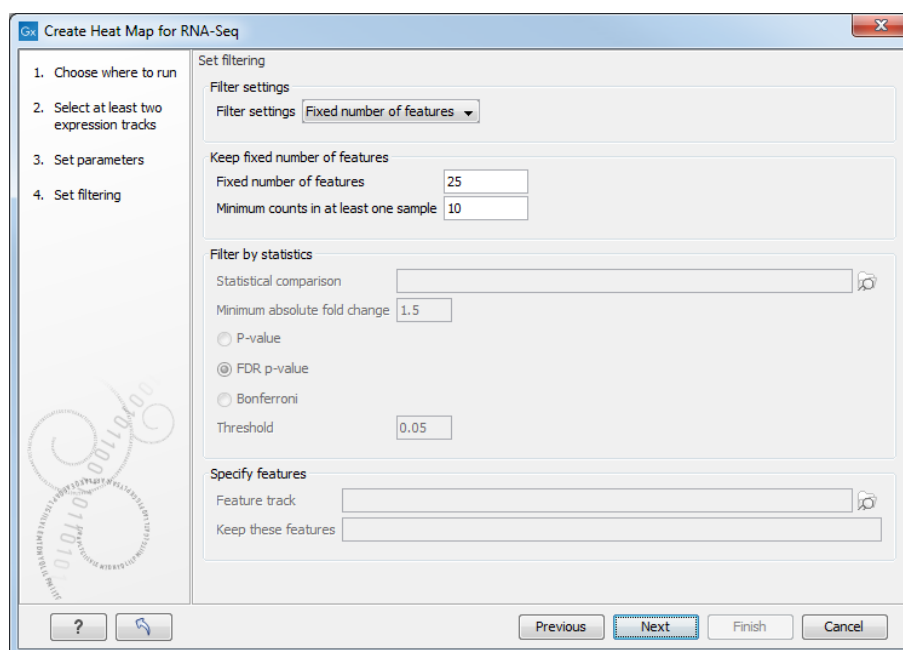 Gx Create Heat Map for RNA-Seq
1. Choose where to run
2. Select at least two
expression tracks
3. Set parameters
4. Set filtering
Set filtering
Filter settings
Filter settings Fixed number of features
Keep fixed number of features
Fixed number of features 25
Minimum counts in at least one sample 10
Filter by statistics
Statistical comparison
Minimum absolute fold change 1.5
P-value
FDR p-value
Bonferroni
Threshold 0.05
Specify features
Feature track
Keep these features
? Previous Next Finish Cancel